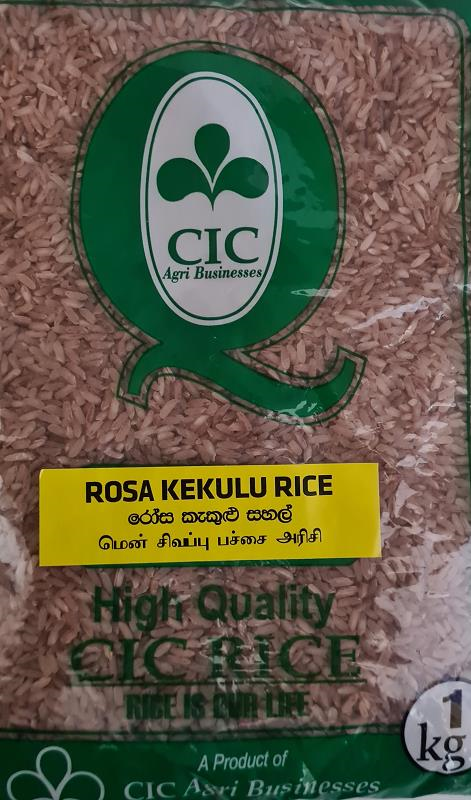 CIC
Agri Businesses
ROSA KEKULU RICE
රෝස කැකුළු සහල්
மென் சிவப்பு பச்சை அரிசி
High Quality
CIC RICE
RICE IS OUR LIFE
1
kg
A Product of
CIC Agri Businesses